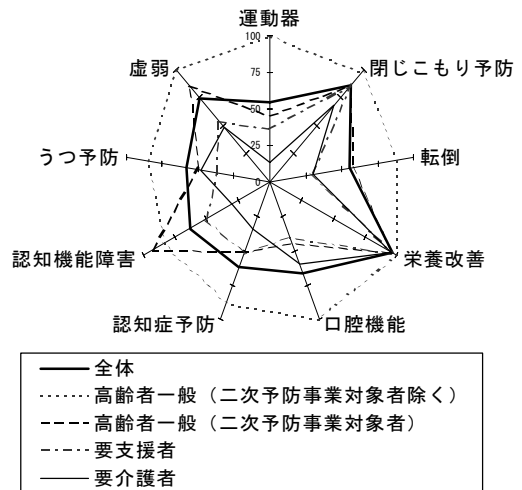 運動器
100
75
50
25
0
閉じこもり予防
転倒
栄養改善
口腔機能
認知症予防
認知機能障害
うつ予防
虚弱
全体
高齢者一般（二次予防事業対象者除く）
高齢者一般（二次予防事業対象者）
要支援者
要介護者